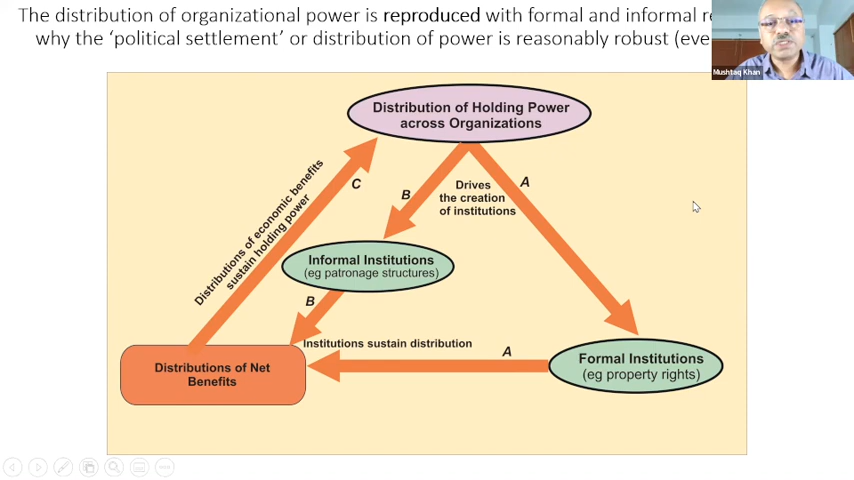 The distribution of organizational power is reproduced with formal and informal
why the 'political settlement' or distribution of power is reasonably robust
Mushtaq Khan
Distribution of Holding Power
across Organizations
C
B
Drives
the creation
of institutions
A
Distributions of economic benefits
sustain holding power
Informal Institutions
(eg patronage structures)
B
Institutions sustain distribution
A
Distributions of Net
Benefits
Formal Institutions
(eg property rights)